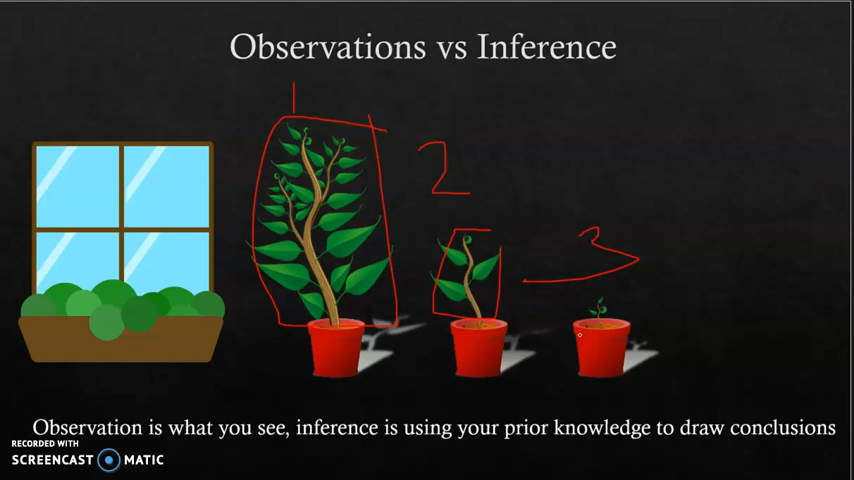 Observations vs Inference
1
2
3
Observation is what you see, inference is using your prior knowledge to draw conclusions
RECORDED WITH
SCREENCAST MATIC